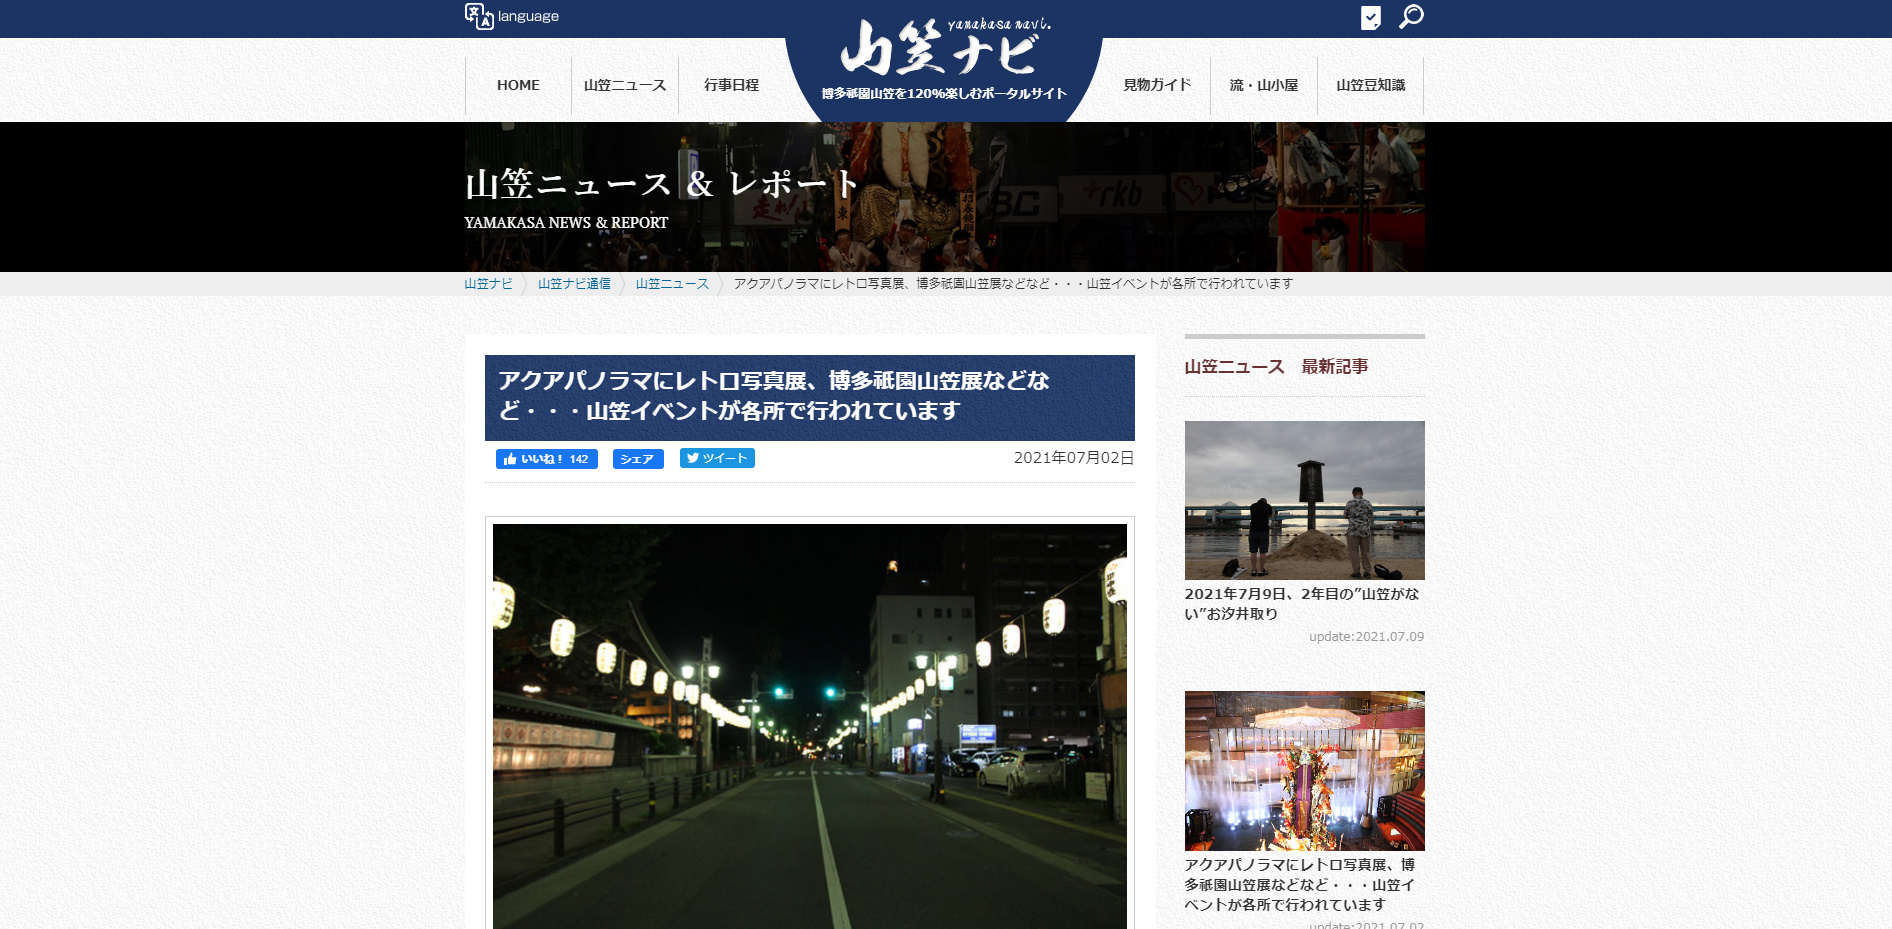 language
yamakasa navi.
山笠ナビ
博多祇園山笠を120%楽しむポータルサイト
HOME
山笠ニュース
行事日程
見物ガイド
流・山小屋
山笠豆知識
山笠ニュース & レポート
YAMAKASA NEWS & REPORT
山笠ナビ
山笠ナビ通信
山笠ニュース
アクアパノラマにレトロ写真展、博多祇園山笠展などなど・・・山笠イベントが各所で行われています
アクアパノラマにレトロ写真展、博多祇園山笠展などな
ど・・・山笠イベントが各所で行われています
いいね！ 142
シェア
ツイート
2021年07月02日
山笠ニュース　最新記事
2021年7月9日、2年目の”山笠がな
い”お汐井取り
update:2021.07.09
アクアパノラマにレトロ写真展、博
多祇園山笠展などなど・・・山笠イ
ベントが各所で行われています
update:2021.07.02